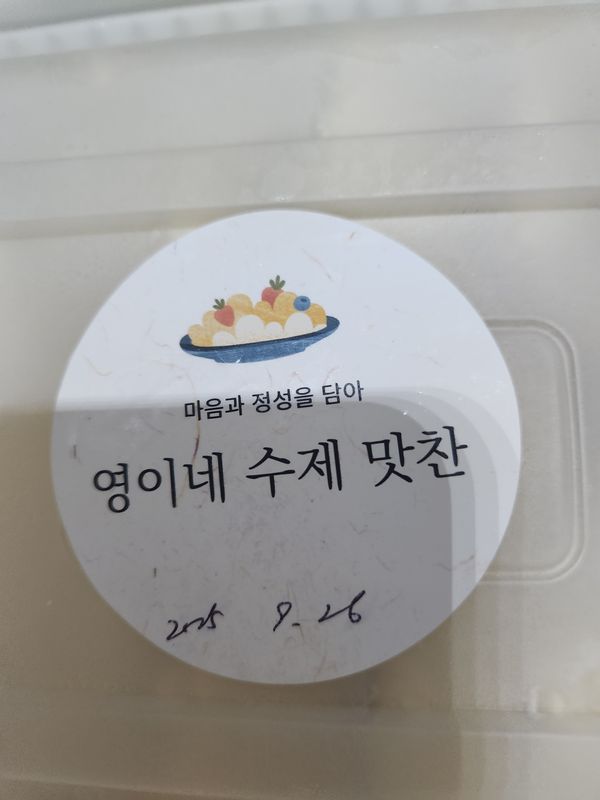 마음과 정성을 담아
영이네 수제 맛찬
2025 9. 26